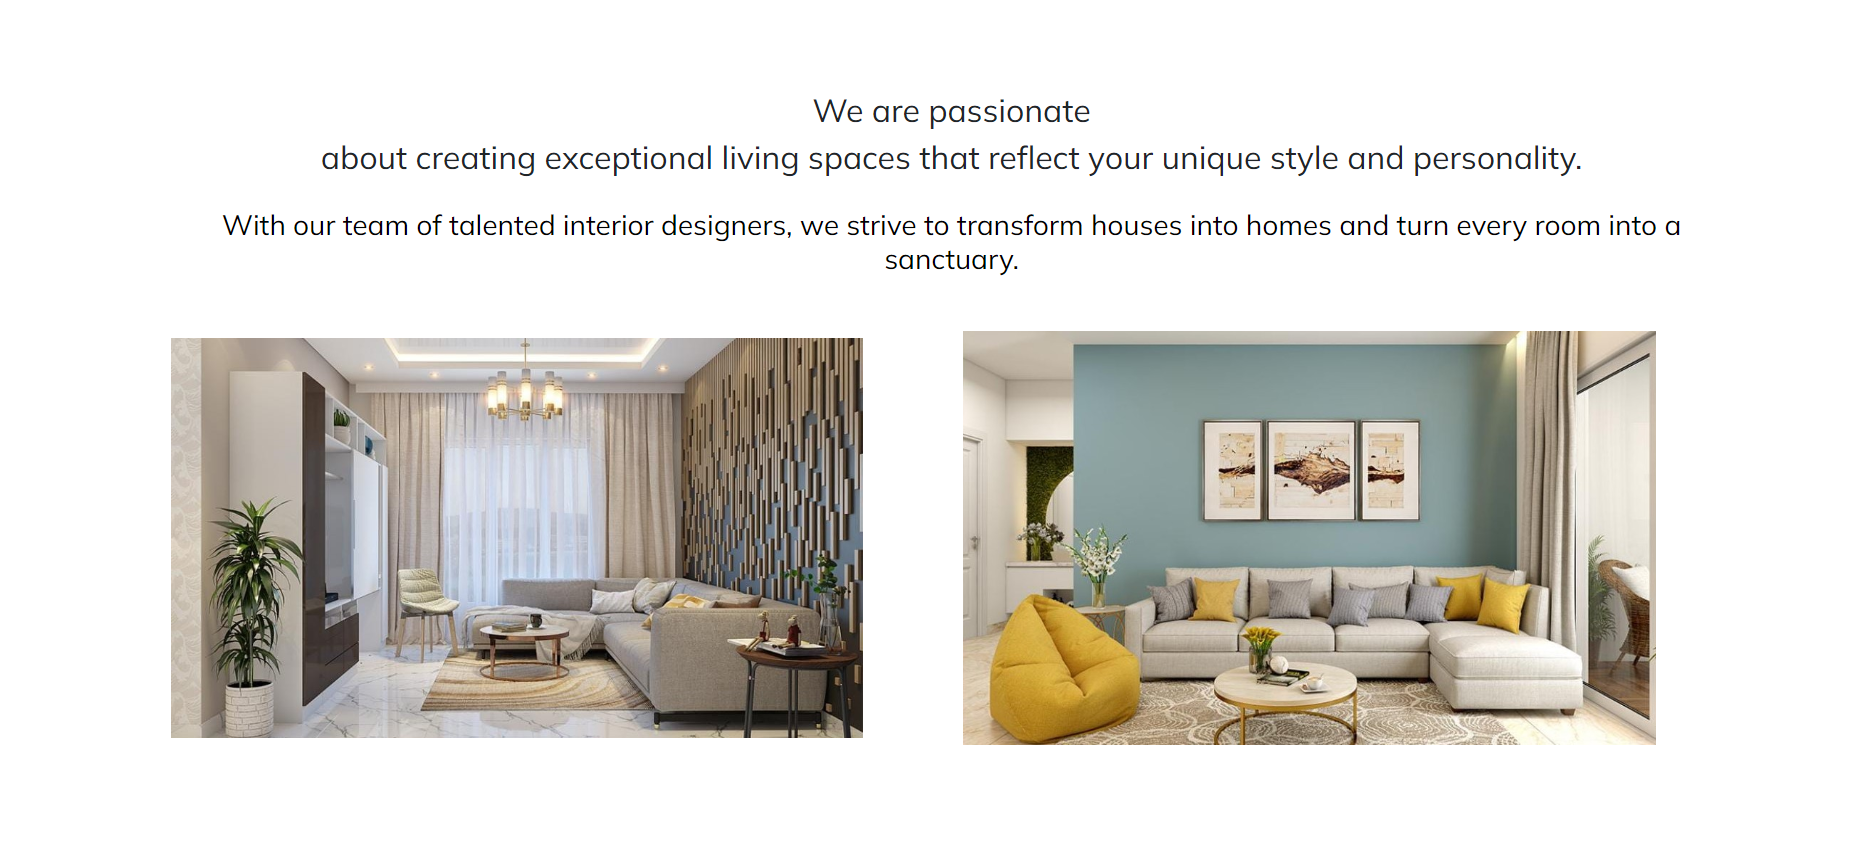 We are passionate
about creating exceptional living spaces that reflect your unique style and personality.
With our team of talented interior designers, we strive to transform houses into homes and turn every room into a
sanctuary.